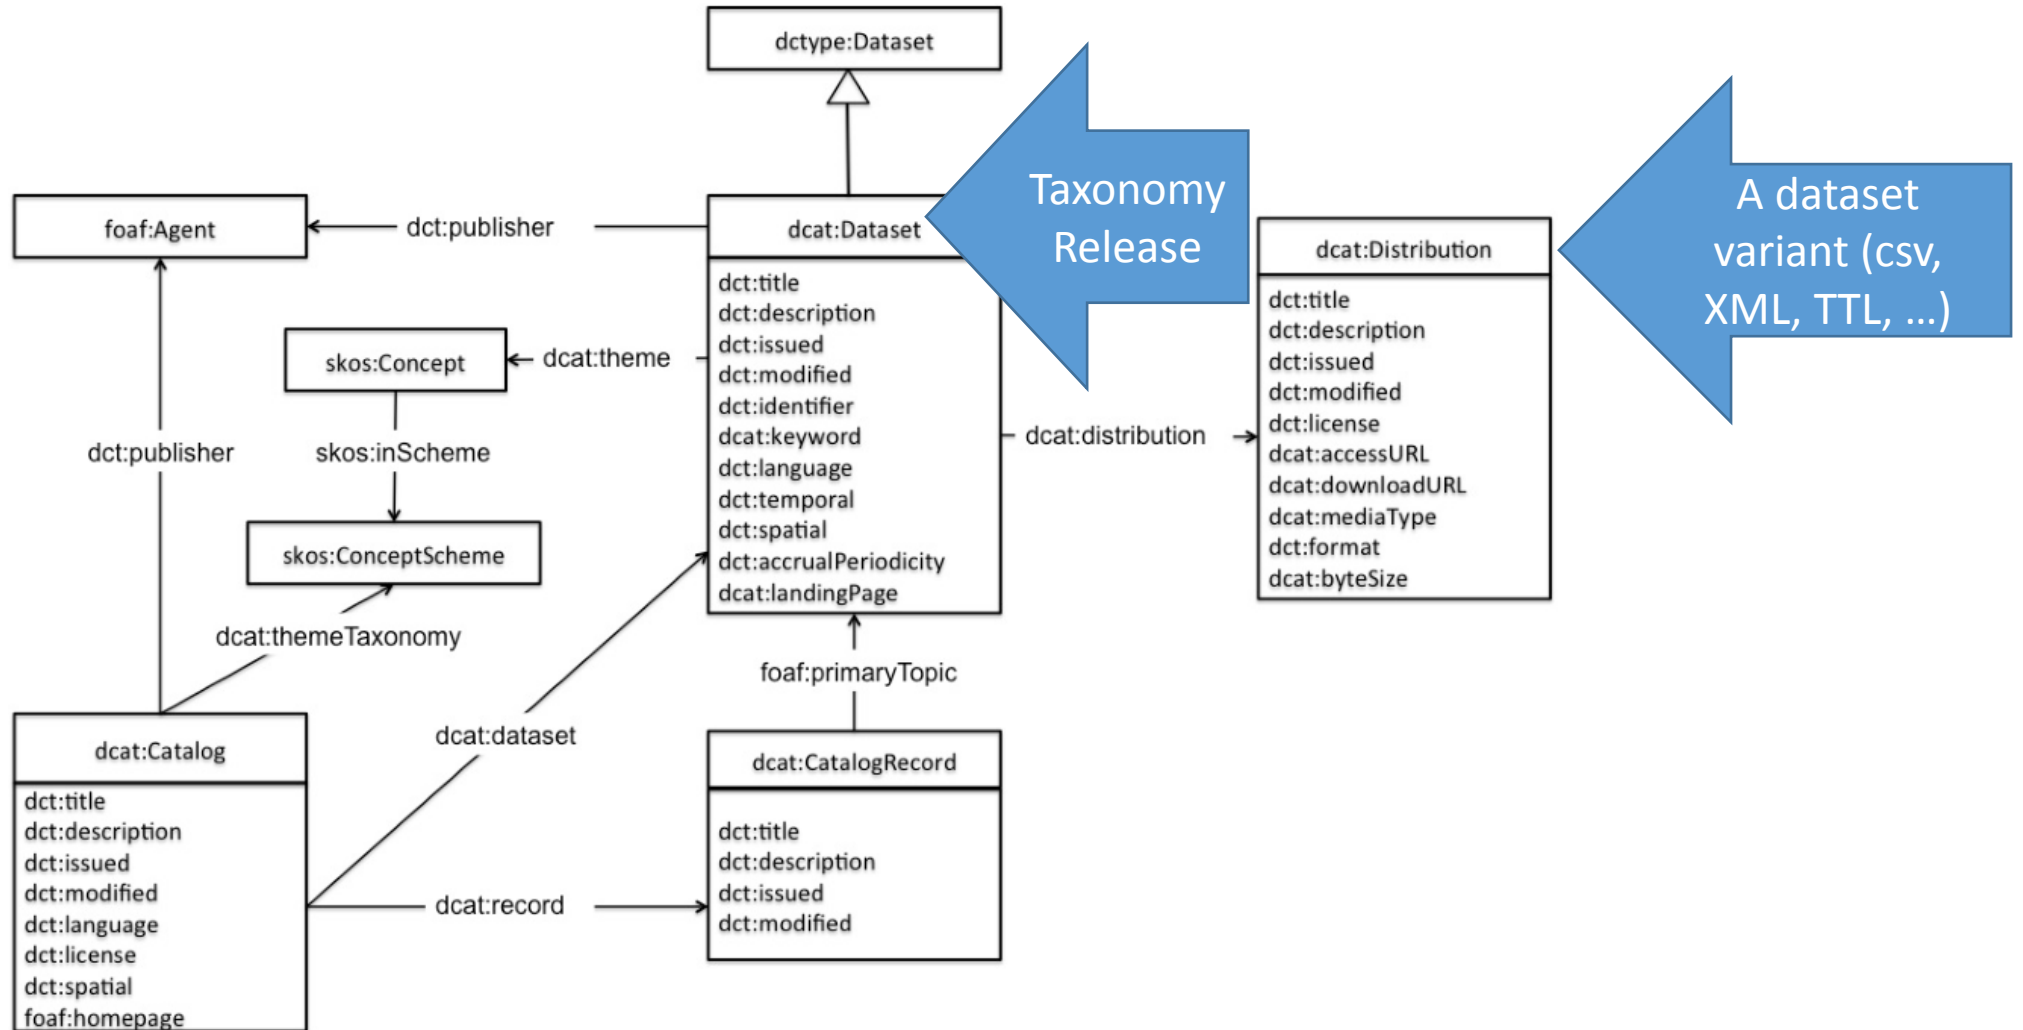 dctype:Dataset
Taxonomy
Release
A dataset
variant (csv,
XML, TTL, ...)
foaf:Agent
dct:publisher
dcat:Dataset
dct:title
dct:description
dct:issued
dct:modified
dct:identifier
dcat:keyword
dct:language
dct:temporal
dct:spatial
dct:accrualPeriodicity
dcat:landingPage
dcat:Distribution
dct:title
dct:description
dct:issued
dct:modified
dct:license
dcat:accessURL
dcat:downloadURL
dcat:mediaType
dct:format
dcat:byteSize
skos:Concept
dcat:theme
dcat:distribution
dct:publisher
skos:inScheme
skos:ConceptScheme
dcat:themeTaxonomy
foaf:primaryTopic
dcat:dataset
dcat:Catalog
dct:title
dct:description
dct:issued
dct:modified
dct:language
dct:license
dct:spatial
foaf:homepage
dcat:record
dcat:CatalogRecord
dct:title
dct:description
dct:issued
dct:modified